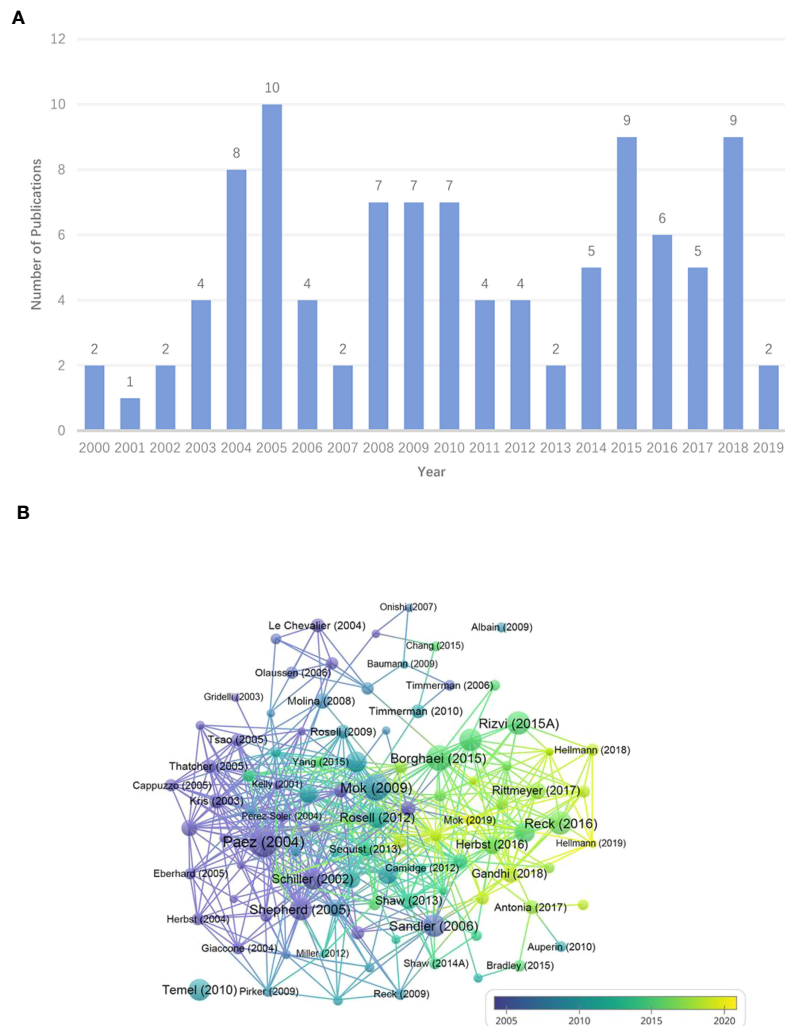 A
Number of Publications
12
10
8
6
4
2
0
2
1
2
4
8
10
4
2
7
7
7
4
4
2
5
9
6
5
9
2
2000 2001 2002 2003 2004 2005 2006 2007 2008 2009 2010 2011 2012 2013 2014 2015 2016 2017 2018 2019
Year
B
Onishi (2007)
Le Chevalier (2004)
Albain (2009)
Chang (2015)
Baumann (2009)
Olaussen (2006)
Timmerman (2006)
Gridelli (2003)
Molina (2008)
Timmerman (2010)
Rizvi (2015A)
Rosell (2009)
Tsao (2005)
Hellmann (2018)
Borghaei (2015)
Yang (2015)
Thatcher (2005)
Cappuzzo (2005)
Kelly (2001)
Mok (2009)
Rittmeyer (2017)
Kris (2003)
Perez-Soler (2004)
Rosell (2012)
Mok (2019)
Reck (2016)
Paez (2004)
Sequist (2013)
Herbst (2016)
Hellmann (2019)
Eberhard (2005)
Schiller (2002)
Camidge (2012)
Gandhi (2018)
Shaw (2013)
Herbst (2004)
Shepherd (2005)
Antonia (2017)
Sandler (2006)
Giaccone (2004)
Miller (2012)
Auperin (2010)
Shaw (2014A)
Bradley (2015)
Temel (2010)
Pirker (2009)
Reck (2009)
2005 2010 2015 2020